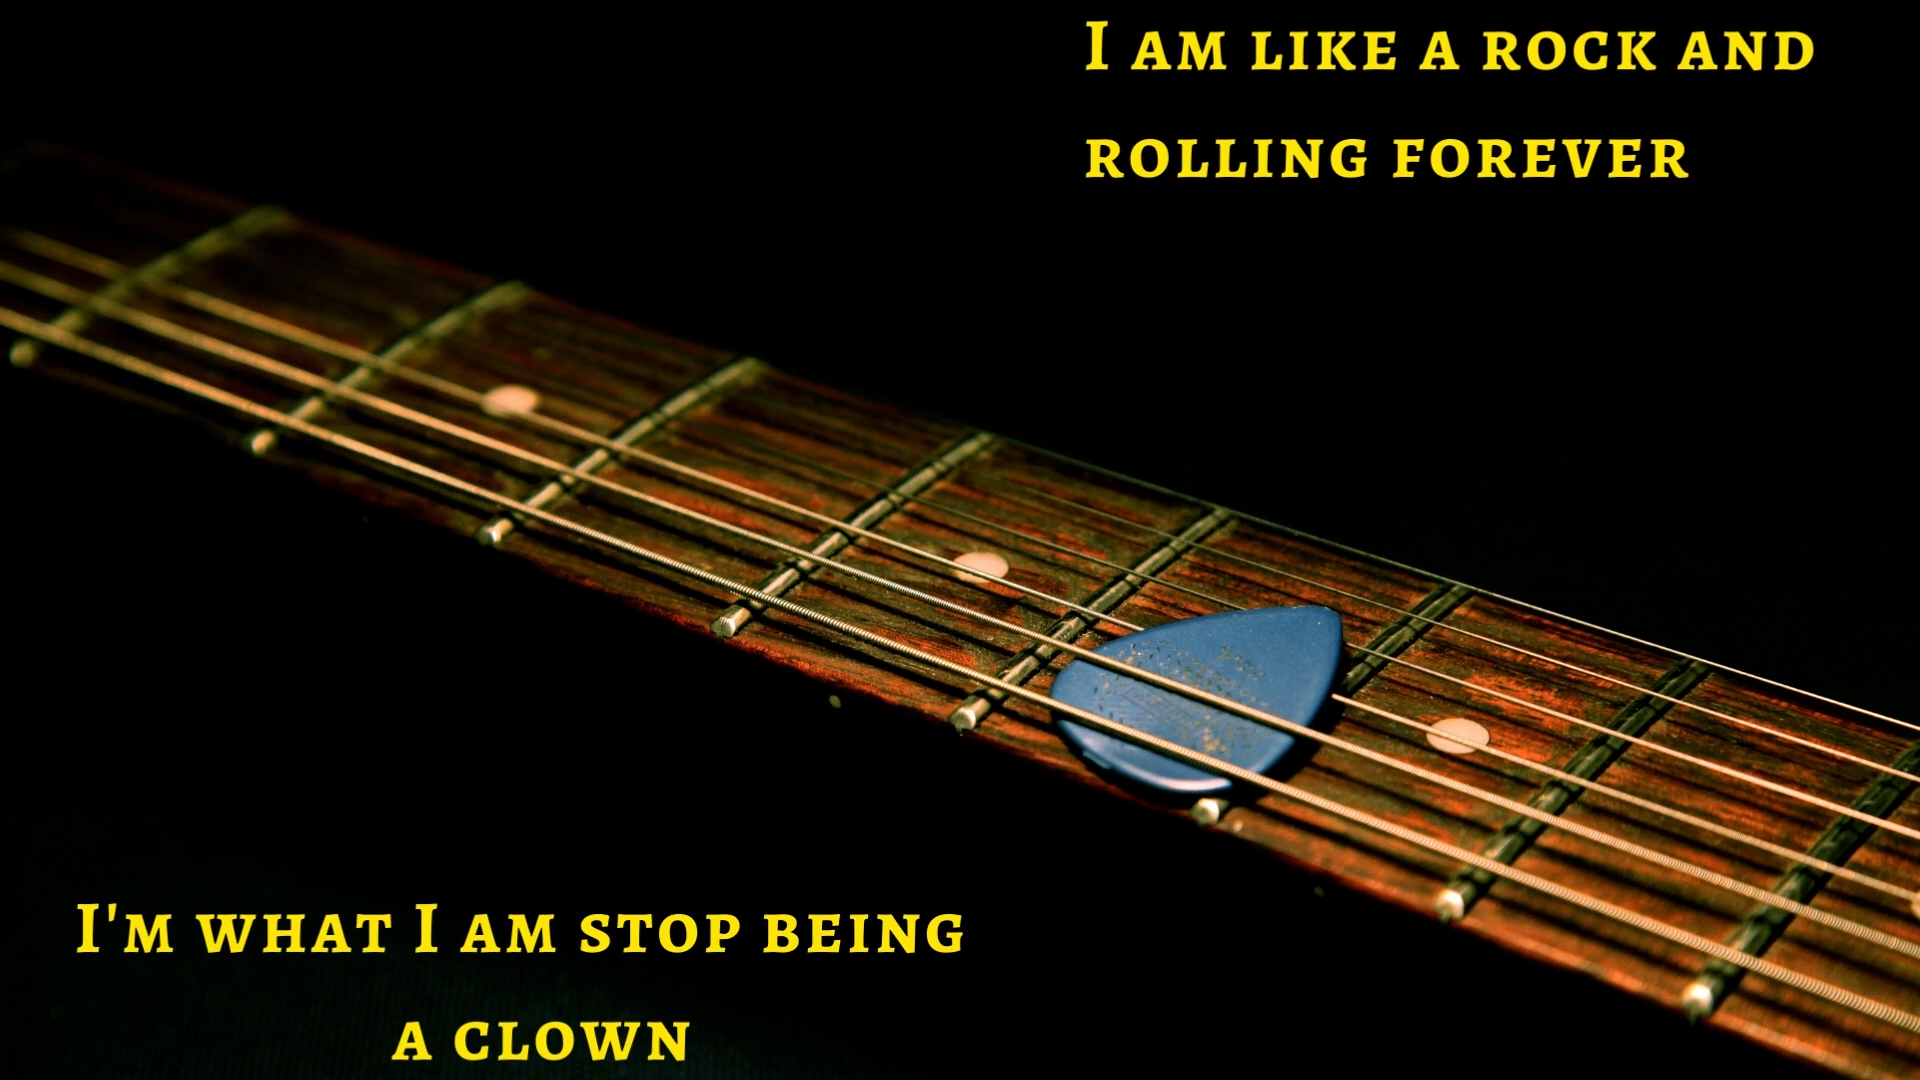 I am like a rock and
rolling forever
I'm what I am stop being
a clown